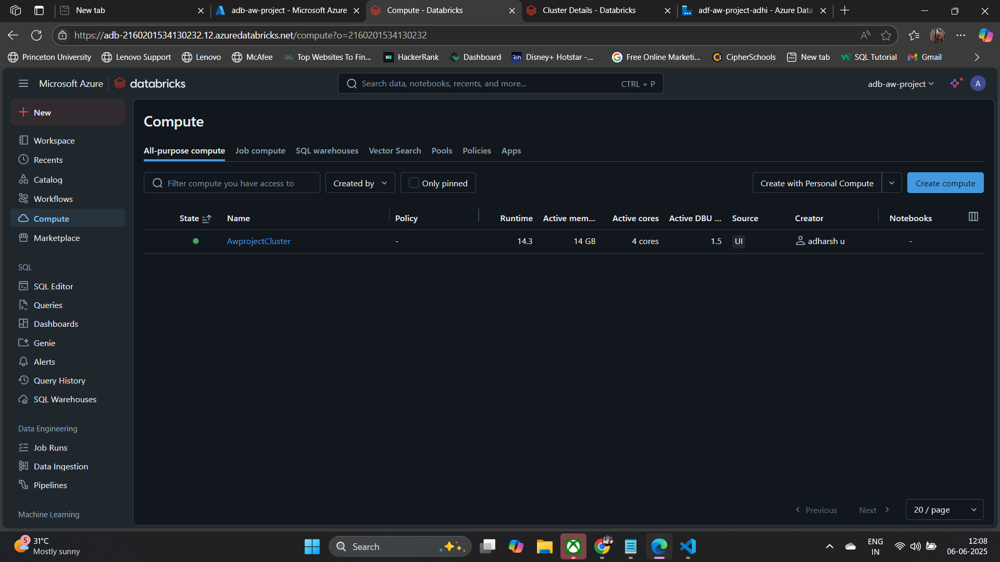 New tab
adb-aw-project - Microsoft Azure
Compute - Databricks
Cluster Details - Databricks
adf-aw-project-adhi - Azure Data
https://adb-2160201534130232.12.azuredatabricks.net/compute?o=2160201534130232
Princeton University
Lenovo Support
Lenovo
McAfee
Top Websites To Fin...
HackerRank
Dashboard
Disney+ Hotstar -...
Free Online Marketi...
CipherSchools
New tab
SQL Tutorial
Gmail
Microsoft Azure
databricks
Search data, notebooks, recents, and more...
CTRL + P
adb-aw-project
A
New
Workspace
Recents
Catalog
Workflows
Compute
Marketplace
SQL
SQL Editor
Queries
Dashboards
Genie
Alerts
Query History
SQL Warehouses
Data Engineering
Job Runs
Data Ingestion
Pipelines
Machine Learning
Compute
All-purpose compute
Job compute
SQL warehouses
Vector Search
Pools
Policies
Apps
Filter compute you have access to
Created by
Only pinned
Create with Personal Compute
Create compute
State
Name
Policy
Runtime
Active mem...
Active cores
Active DBU ...
Source
Creator
Notebooks
AwprojectCluster
-
14.3
14 GB
4 cores
1.5
UI
adharsh u
-
Previous
Next
20 / page
5
31°C
Mostly sunny
Search
ENG
IN
12:08
06-06-2025